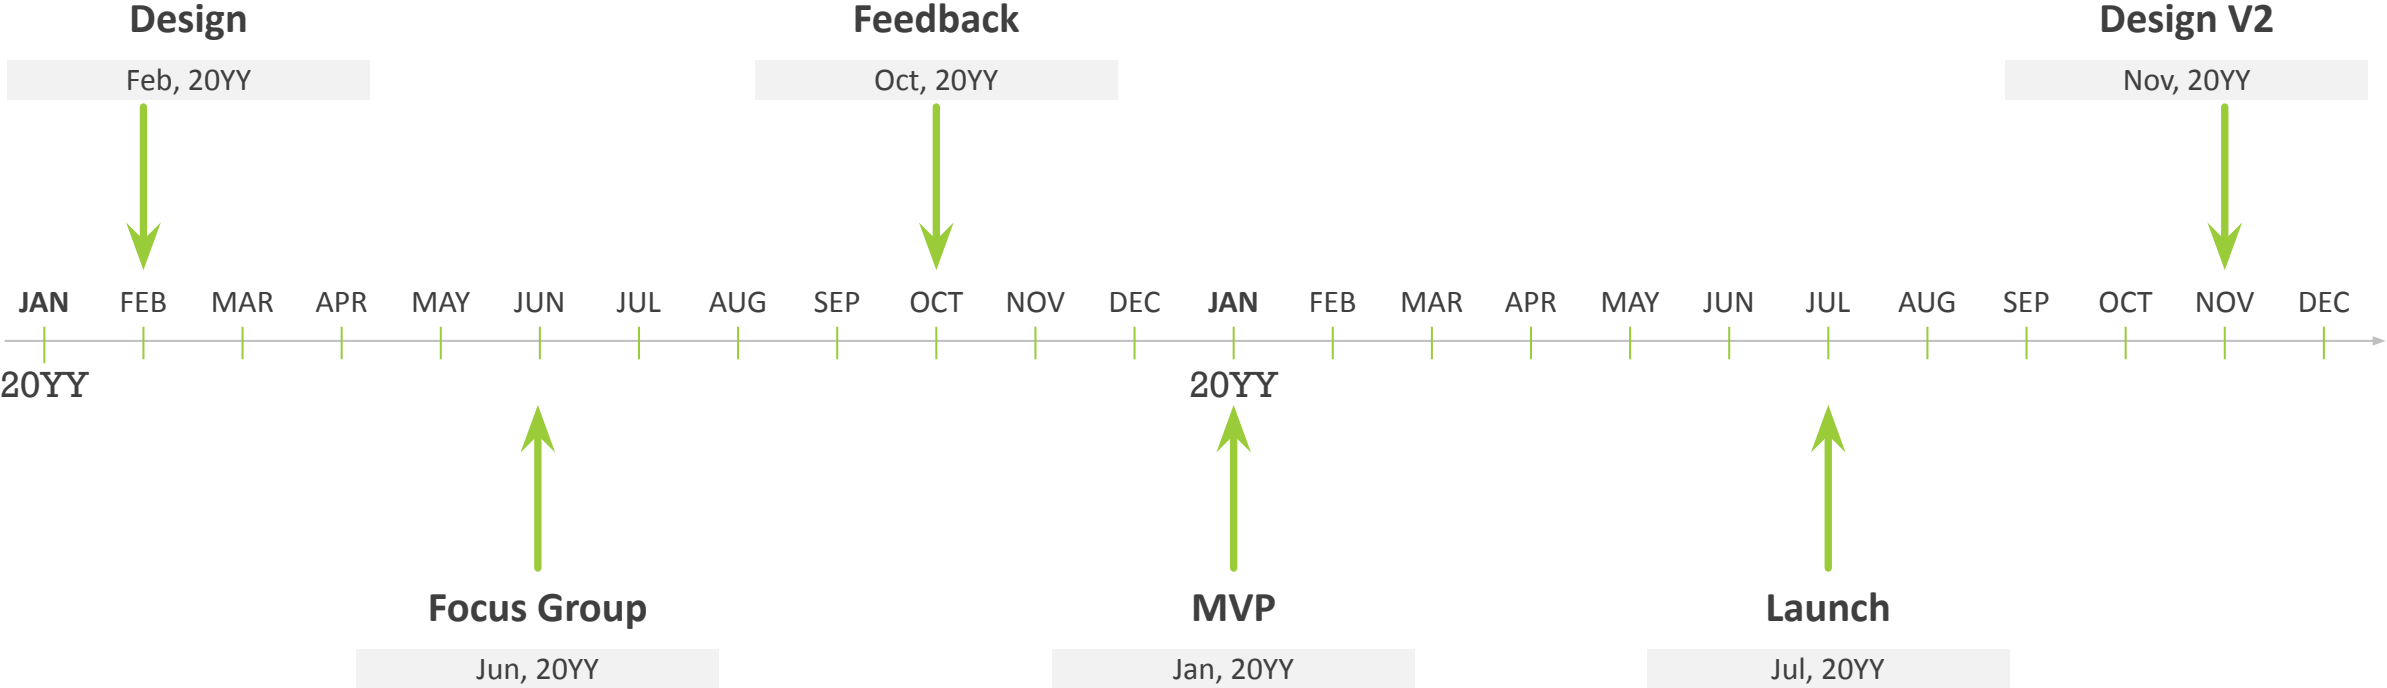 Design
Feb, 20YY
Feedback
Oct, 20YY
Design V2
Nov, 20YY
JAN FEB MAR APR MAY JUN JUL AUG SEP OCT NOV DEC JAN FEB MAR APR MAY JUN JUL AUG SEP OCT NOV DEC
20YY 20YY
Focus Group
Jun, 20YY
MVP
Jan, 20YY
Launch
Jul, 20YY